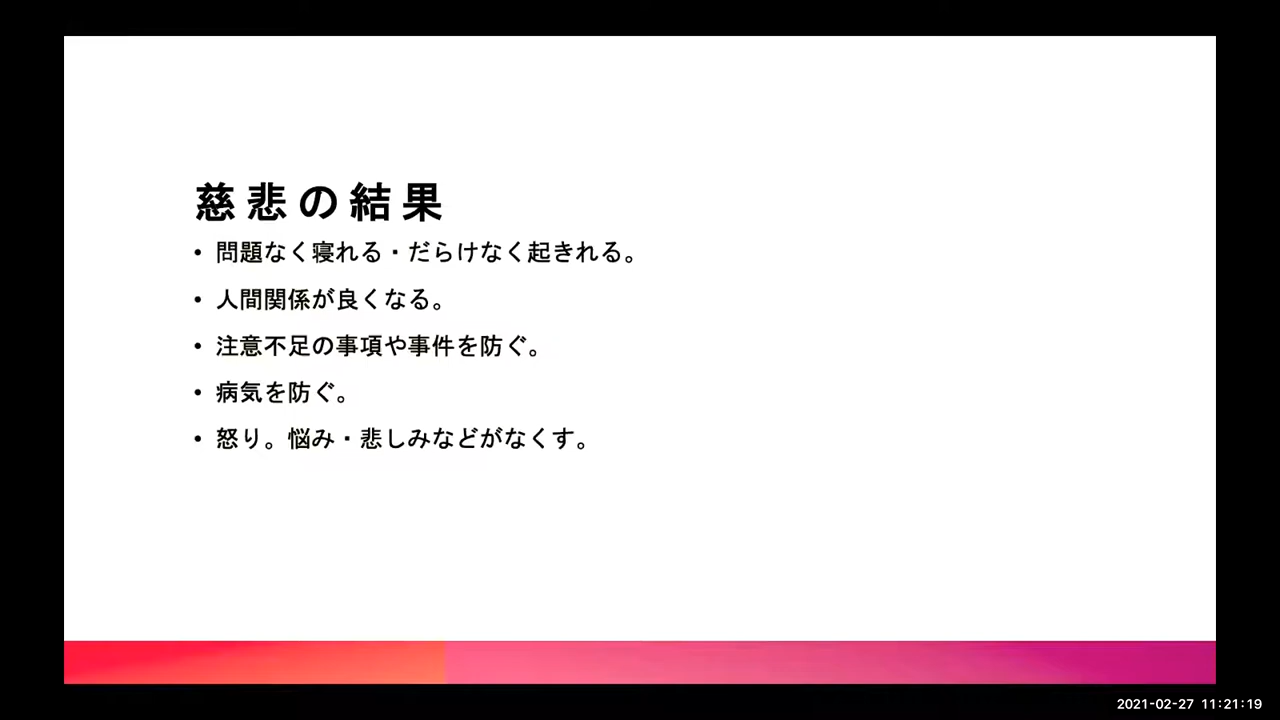 慈悲の結果
• 問題なく寝れる・だらけなく起きれる。
• 人間関係が良くなる。
• 注意不足の事項や事件を防ぐ。
• 病気を防ぐ。
• 怒り。悩み・悲しみなどがなくす。
2021-02-27 11:21:19